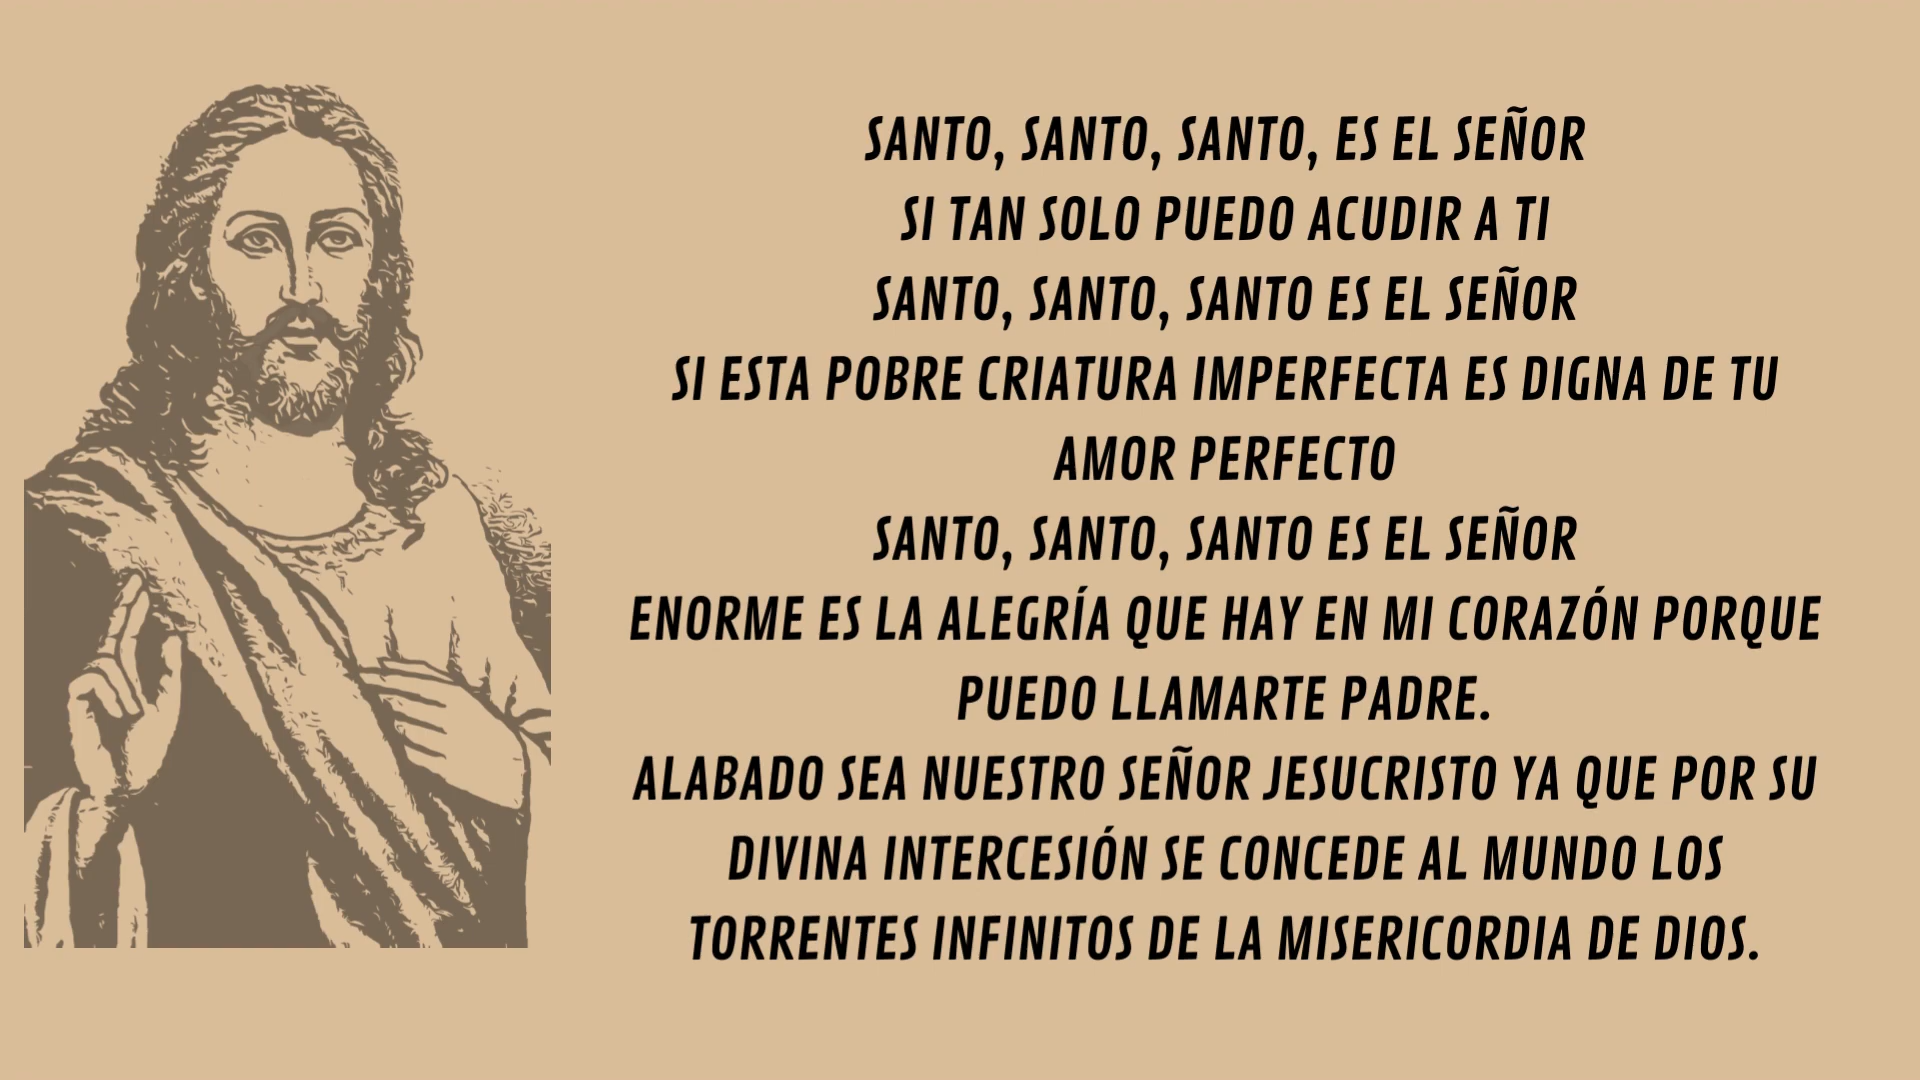 SANTO, SANTO, SANTO, ES EL SEÑOR
SI TAN SOLO PUEDO ACUDIR A TI
SANTO, SANTO, SANTO ES EL SEÑOR
SI ESTA POBRE CRIATURA IMPERFECTA ES DIGNA DE TU
AMOR PERFECTO
SANTO, SANTO, SANTO ES EL SEÑOR
ENORME ES LA ALEGRÍA QUE HAY EN MI CORAZÓN PORQUE
PUEDO LLAMARTE PADRE.
ALABADO SEA NUESTRO SEÑOR JESUCRISTO YA QUE POR SU
DIVINA INTERCESIÓN SE CONCEDE AL MUNDO LOS
TORRENTES INFINITOS DE LA MISERICORDIA DE DIOS.